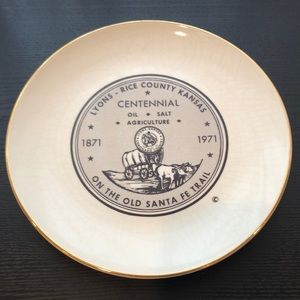 LYONS - RICE COUNTY KANSAS
CENTENNIAL
OIL ★ SALT
AGRICULTURE
1871 1971
ON THE OLD SANTA FE TRAIL
©